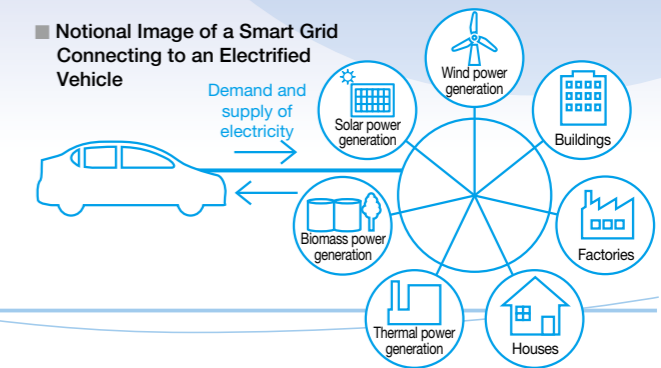 ■ Notional Image of a Smart Grid
Connecting to an Electrified
Vehicle
Demand and
supply of
electricity
Wind power
generation
Solar power
generation
Buildings
Biomass power
generation
Factories
Thermal power
generation
Houses